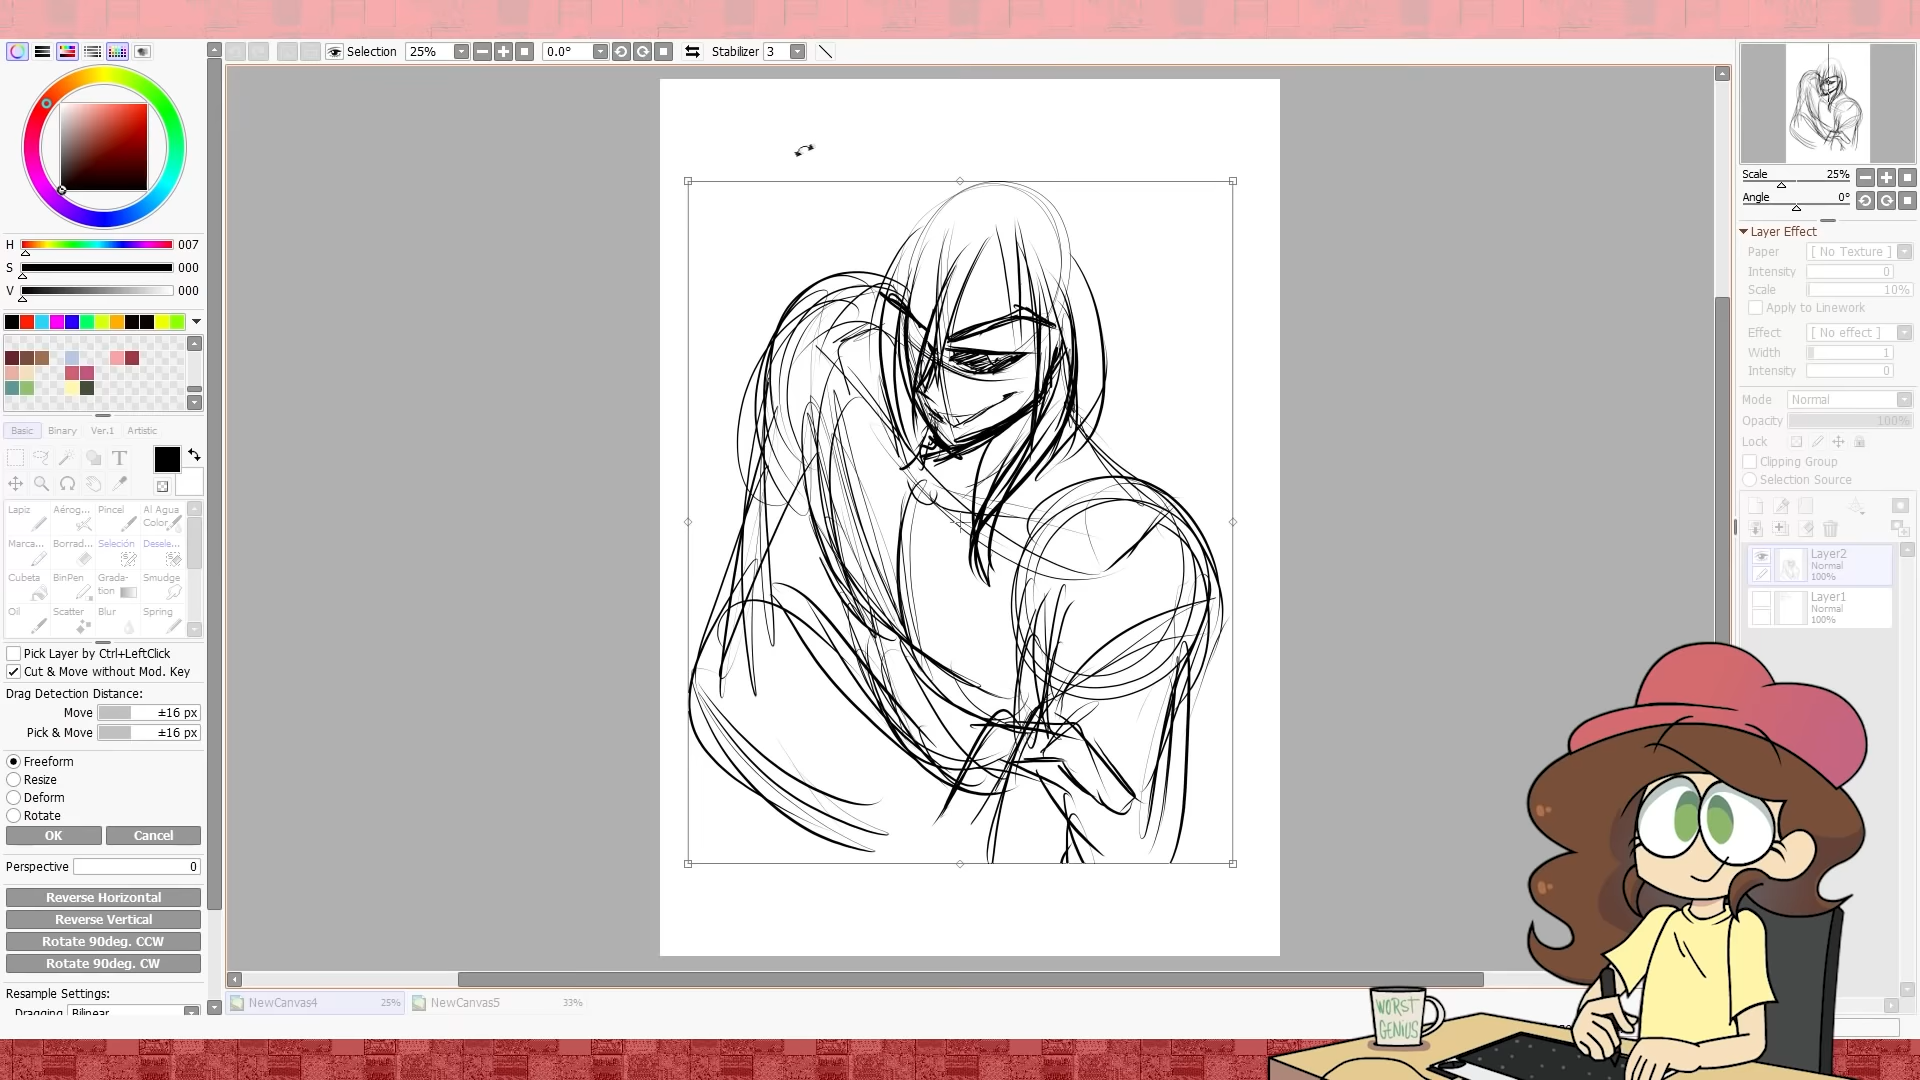 Selection 25% 0.0° Stabilizer 3
H 007
S 000
V 000
Basic Binary Ver.1 Artistic
T
Lapiz Aérog... Pincel Al Agua Color...
Marca... Borrad... Seleción Desele...
Cubeta BinPen Grada-tion Smudge
Oil Scatter Blur Spring
Pick Layer by Ctrl+LeftClick
Cut & Move without Mod. Key
Drag Detection Distance:
Move ±16 px
Pick & Move ±16 px
Freeform
Resize
Deform
Rotate
OK Cancel
Perspective 0
Reverse Horizontal
Reverse Vertical
Rotate 90deg. CCW
Rotate 90deg. CW
Resample Settings:
Dragging Bilinear
NewCanvas4 25% NewCanvas5 33%
Scale 25%
Angle 0°
Layer Effect
Paper [ No Texture ]
Intensity 0
Scale 10%
Apply to Linework
Effect [ No effect ]
Width 1
Intensity 0
Mode Normal
Opacity 100%
Lock
Clipping Group
Selection Source
Layer2
Normal
100%
Layer1
Normal
100%
WORST
GENIUS